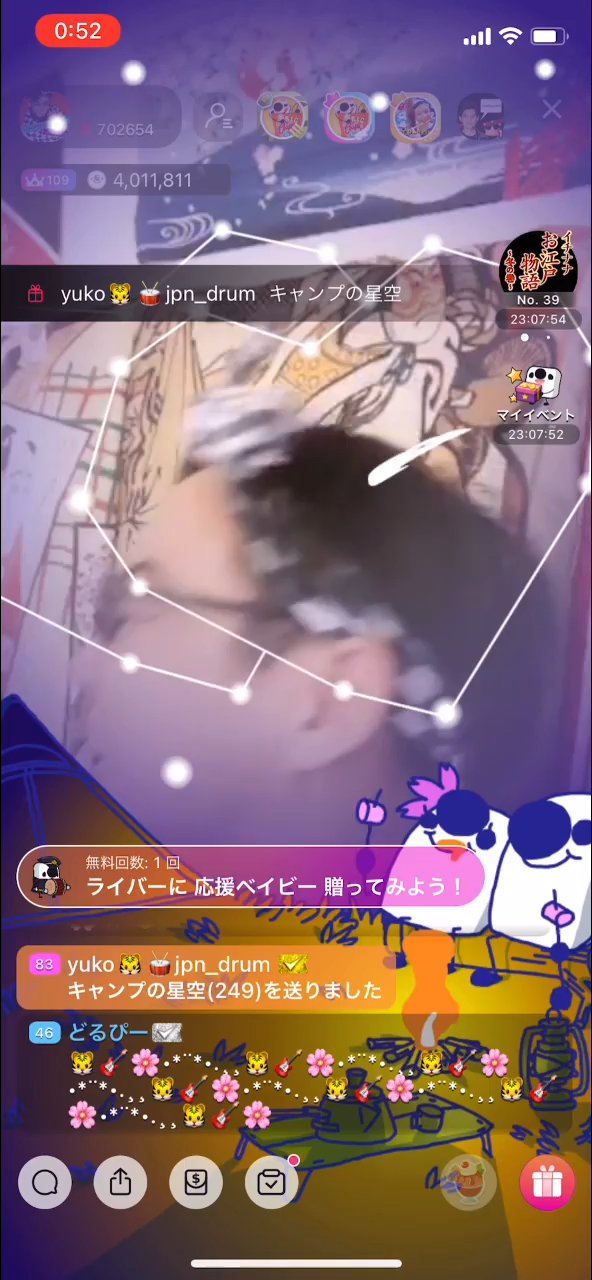 0:52
702654
109 4,011,811
イチナナ
お江戸
物語
~冬の巻~
No. 39
23:07:54
yuko🐯🥁jpn_drum キャンプの星空
マイイベント
23:07:52
無料回数: 1 回
ライバーに 応援ベイビー 贈ってみよう！
83 yuko🐯🥁jpn_drum
キャンプの星空(249)を送りました
46 どるぴー
🐯🎸🌸.･*¨*･.¸¸🐯🎸🌸.･*¨*･.¸¸🐯🎸🌸
.･*¨*･.¸¸🐯🎸🌸.･*¨*･.¸¸🐯🎸🌸.･*¨*･.¸¸🐯🎸
🌸.･*¨*･.¸¸🐯🎸🌸